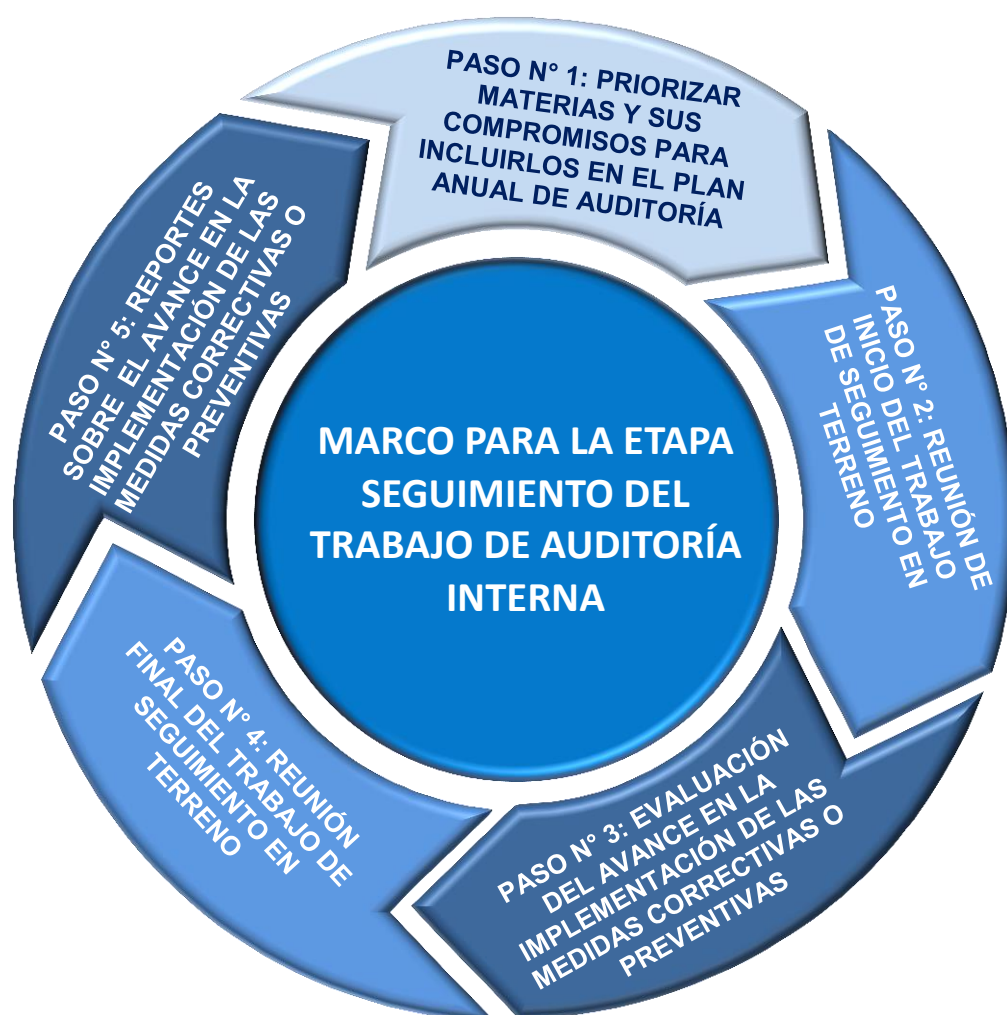 PASO N° 1: PRIORIZAR
MATERIAS Y SUS
COMPROMISOS PARA
INCLUIRLOS EN EL PLAN
ANUAL DE AUDITORÍA
PASO N° 2: REUNIÓN DE
INICIO DEL TRABAJO
DE SEGUIMIENTO EN
TERRENO
PASO N° 3: EVALUACIÓN
DEL AVANCE EN LA
IMPLEMENTACIÓN DE LAS
MEDIDAS CORRECTIVAS O
PREVENTIVAS
PASO N° 4: REUNIÓN
FINAL DEL TRABAJO DE
SEGUIMIENTO EN
TERRENO
PASO N° 5: REPORTES
SOBRE EL AVANCE EN LA
IMPLEMENTACIÓN DE LAS
MEDIDAS CORRECTIVAS O
PREVENTIVAS
MARCO PARA LA ETAPA
SEGUIMIENTO DEL
TRABAJO DE AUDITORÍA
INTERNA